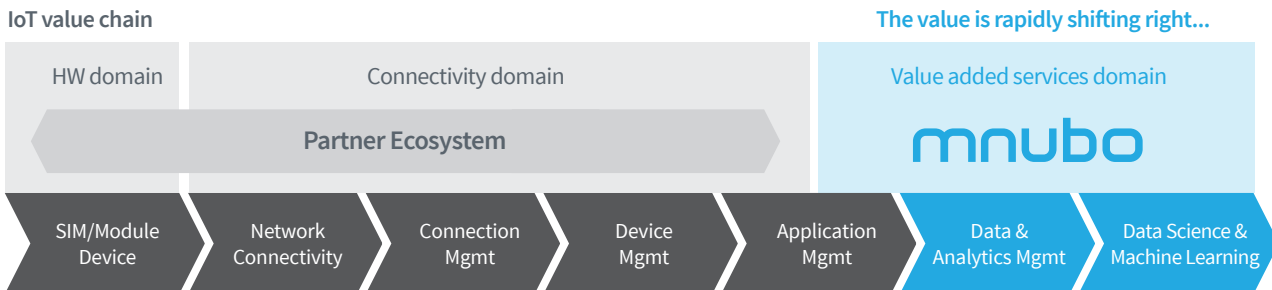 IoT value chain
The value is rapidly shifting right...
HW domain
Connectivity domain
Value added services domain
Partner Ecosystem
mnubo
SIM/Module
Device
Network
Connectivity
Connection
Mgmt
Device
Mgmt
Application
Mgmt
Data &
Analytics Mgmt
Data Science &
Machine Learning